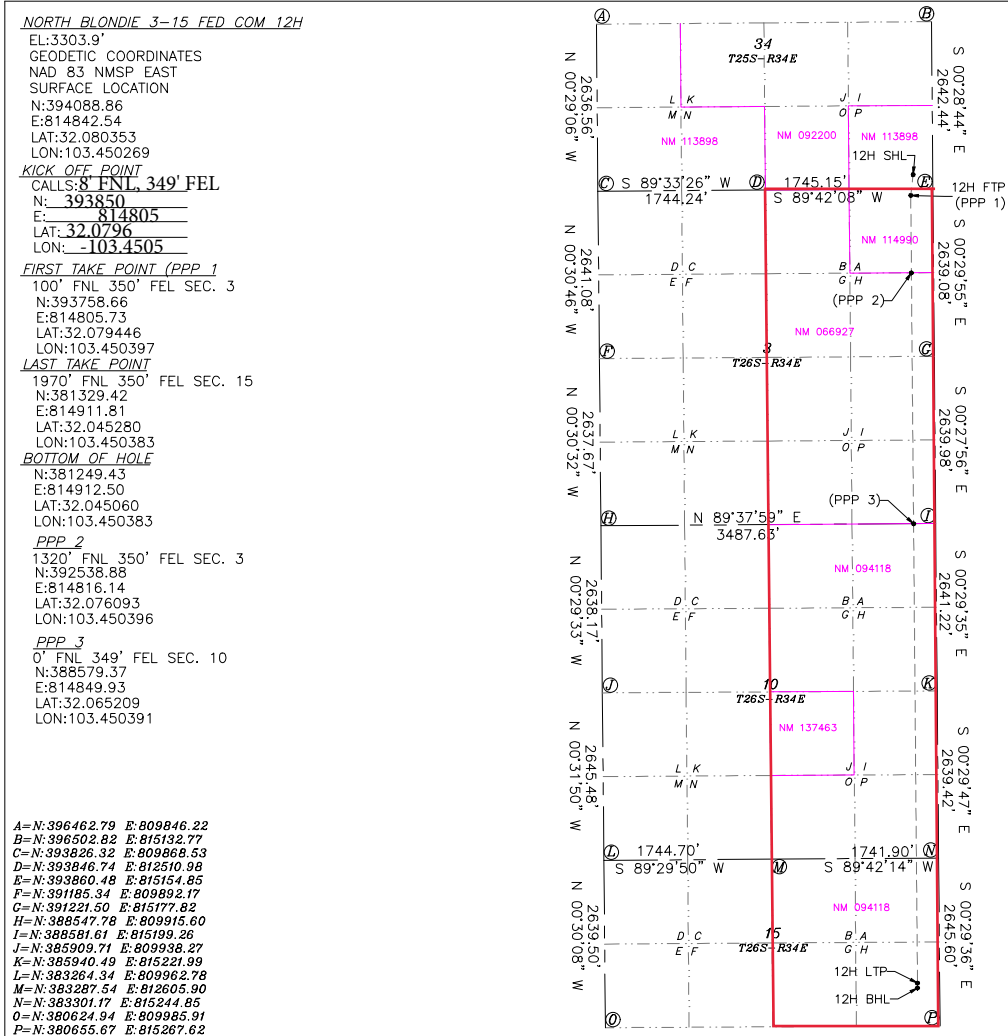 NORTH BLONDIE 3-15 FED COM 12H
EL:3303.9'
GEODETIC COORDINATES
NAD 83 NMSP EAST
SURFACE LOCATION
N:394088.86
E:814842.54
LAT:32.080353
LON:103.450269
KICK OFF POINT
CALLS:8' FNL, 349' FEL
N: 393850
E: 814805
LAT: 32.0796
LON: -103.4505
FIRST TAKE POINT (PPP 1
100' FNL 350' FEL SEC. 3
N:393758.66
E:814805.73
LAT:32.079446
LON:103.450397
LAST TAKE POINT
1970' FNL 350' FEL SEC. 15
N:381329.42
E:814911.81
LAT:32.045280
LON:103.450383
BOTTOM OF HOLE
N:381249.43
E:814912.50
LAT:32.045060
LON:103.450383
PPP 2
1320' FNL 350' FEL SEC. 3
N:392538.88
E:814816.14
LAT:32.076093
LON:103.450396
PPP 3
0' FNL 349' FEL SEC. 10
N:388579.37
E:814849.93
LAT:32.065209
LON:103.450391
A=N:396462.79 E:809846.22
B=N:396502.82 E:815132.77
C=N:393826.32 E:809868.53
D=N:393846.74 E:812510.98
E=N:393860.48 E:815154.85
F=N:391185.34 E:809892.17
G=N:391221.50 E:815177.82
H=N:388547.78 E:809915.60
I=N:388581.61 E:815199.26
J=N:385909.71 E:809938.27
K=N:385940.49 E:815221.99
L=N:383264.34 E:809962.78
M=N:383287.54 E:812605.90
N=N:383301.17 E:815244.85
O=N:380624.94 E:809985.91
P=N:380655.67 E:815267.62
A
B
34
T25S-R34E
N 00°29'06" W
2636.56'
S 00°28'44" E
2642.44'
L K
M N
J I
O P
NM 113898
NM 092200
NM 113898
12H SHL
C
S 89°33'26" W
1744.24'
D
1745.15'
S 89°42'08" W
E
12H FTP
(PPP 1)
NM 114990
N 00°30'46" W
2641.08'
S 00°29'55" E
2639.08'
D C
E F
B A
G H
(PPP 2)
NM 066927
F
3
T26S-R34E
G
N 00°30'32" W
2637.67'
S 00°27'56" E
2639.98'
L K
M N
J I
O P
(PPP 3)
H
N 89°37'59" E
3487.63'
I
NM 094118
N 00°29'33" W
2638.17'
S 00°29'35" E
2641.22'
D C
E F
B A
G H
J
10
T26S-R34E
K
NM 137463
N 00°31'50" W
2645.48'
S 00°29'47" E
2639.42'
L K
M N
J I
O P
L
1744.70'
S 89°29'50" W
M
1741.90'
S 89°42'14" W
N
NM 094118
N 00°30'08" W
2639.50'
S 00°29'36" E
2645.60'
D C
E F
B A
G H
15
T26S-R34E
12H LTP
12H BHL
O
P